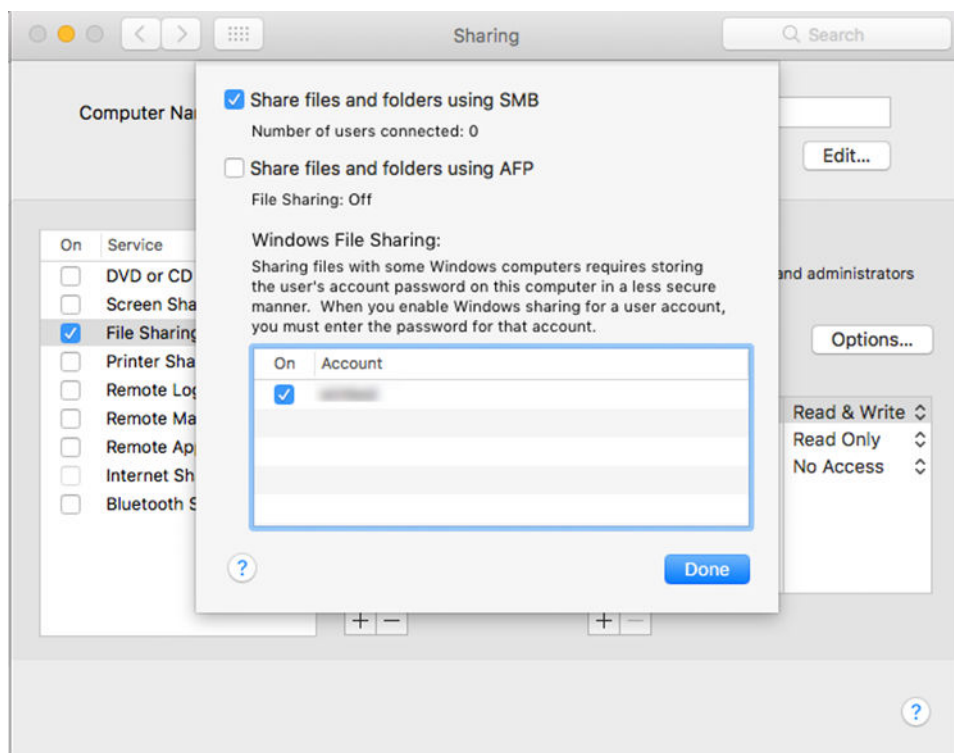 Sharing
Search
Computer Na
Edit...
Share files and folders using SMB
Number of users connected: 0
Share files and folders using AFP
File Sharing: Off
Windows File Sharing:
Sharing files with some Windows computers requires storing
the user's account password on this computer in a less secure
manner. When you enable Windows sharing for a user account,
you must enter the password for that account.
On Account
On Service
DVD or CD
Screen Sha
File Sharing
Printer Sha
Remote Log
Remote Ma
Remote App
Internet Sh
Bluetooth S
and administrators
Options...
Read & Write
Read Only
No Access
?
Done
+ −
+ −
?